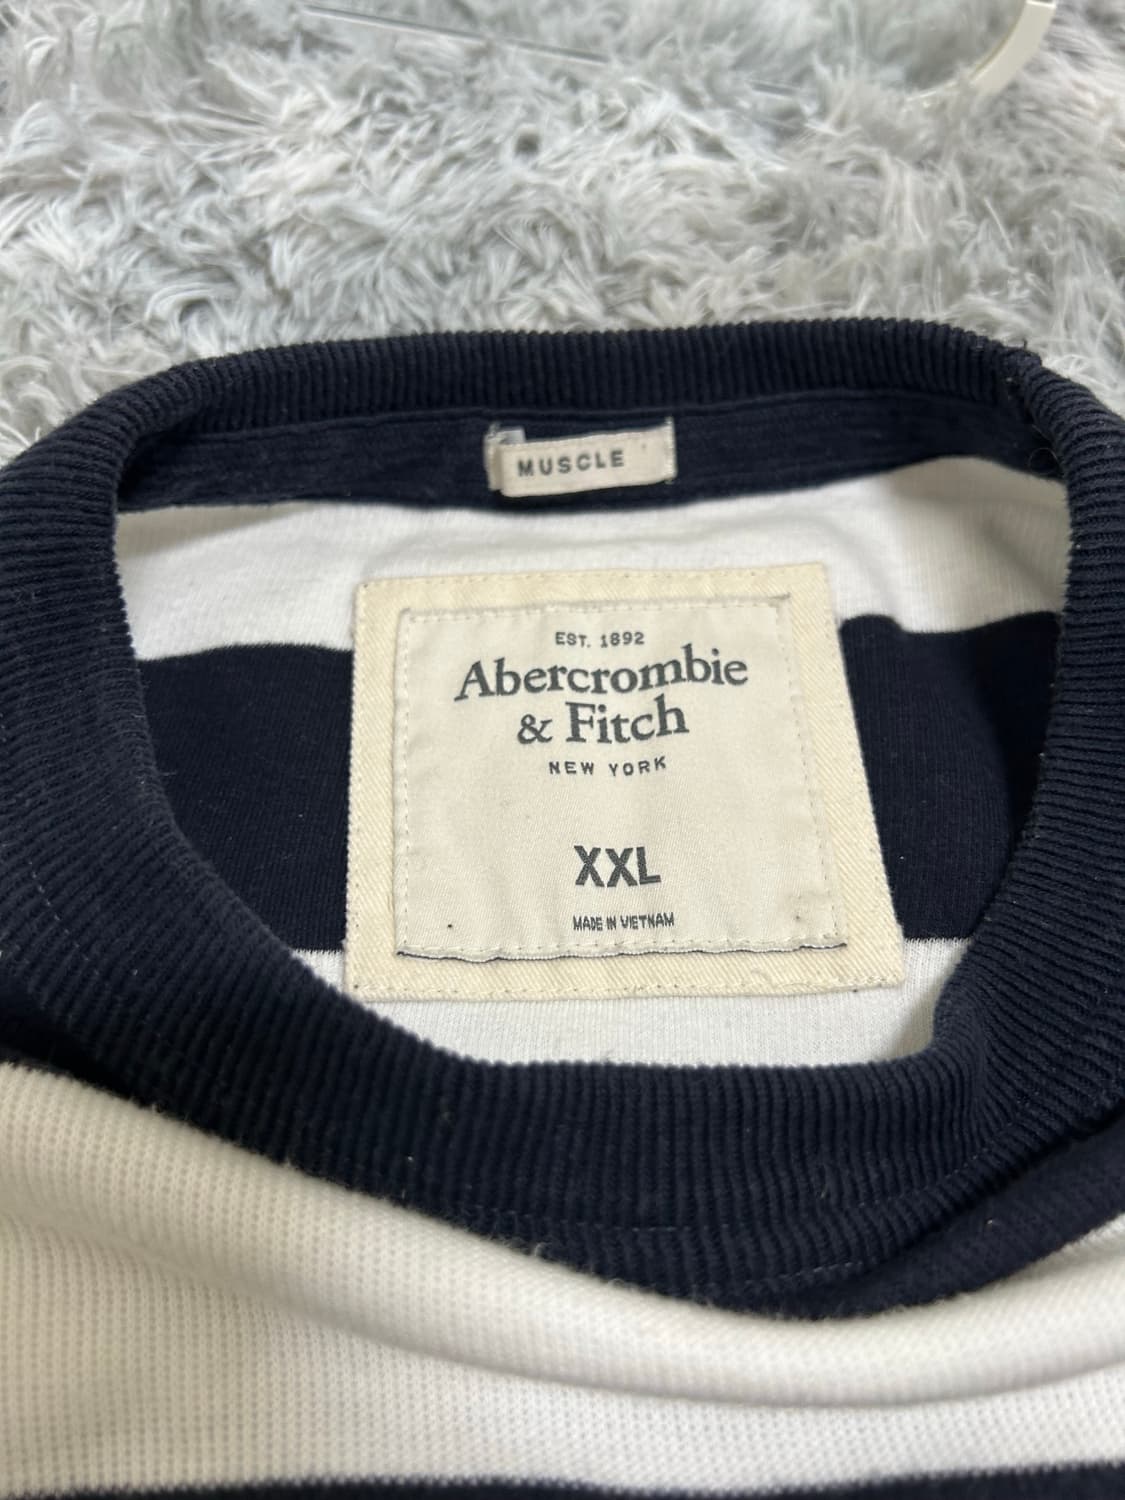 MUSCLE
EST. 1892
Abercrombie
& Fitch
NEW YORK
XXL
MADE IN VIETNAM